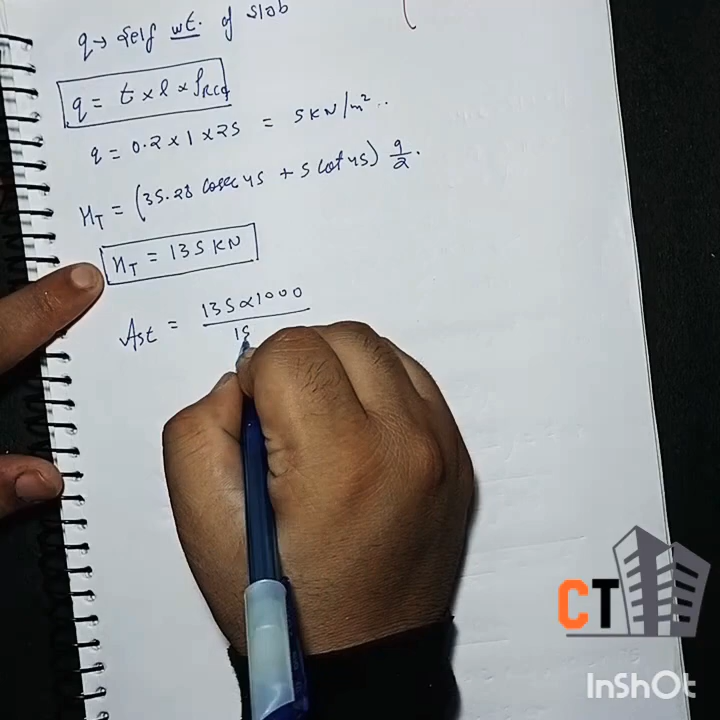 q → Self wt. of Slab
q = t × l × ρRCC
q = 0.2 × 1 × 25 = 5 KN/m²..
HT = (35.28 Cosec 45 + 5 Cot 45) q/2.
HT = 135 KN
Ast = 135 × 1000 / 15
CT
InShOt